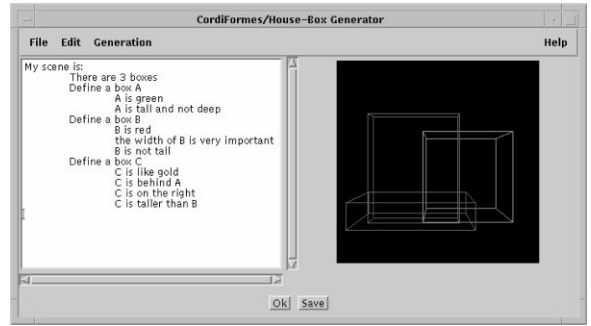 CordiFormes/House-Box Generator
File Edit Generation Help
My scene is:
There are 3 boxes
Define a box A
A is green
A is tall and not deep
Define a box B
B is red
the width of B is very important
B is not tall
Define a box C
C is like gold
C is behind A
C is on the right
C is taller than B
Ok Save